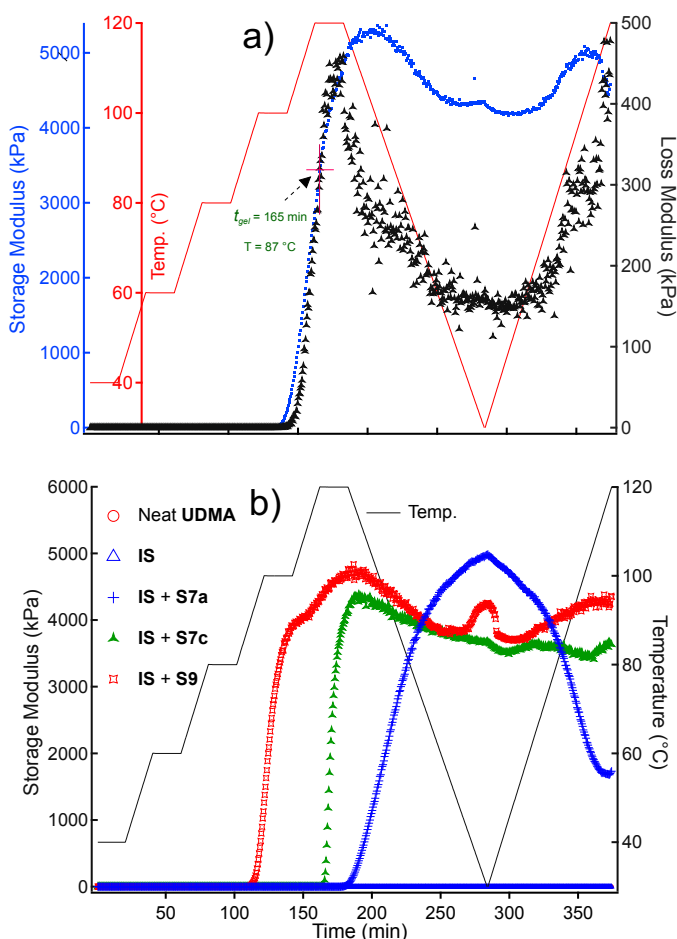 a)
5000
4000
3000
2000
1000
0
Storage Modulus (kPa)
120
100
80
60
40
Temp. (°C)
500
400
300
200
100
0
Loss Modulus (kPa)
tgel = 165 min
T = 87 °C
b)
6000
5000
4000
3000
2000
1000
0
Storage Modulus (kPa)
Neat UDMA
IS
IS + S7a
IS + S7c
IS + S9
Temp.
120
100
80
60
40
Temperature (°C)
50
100
150
200
250
300
350
Time (min)